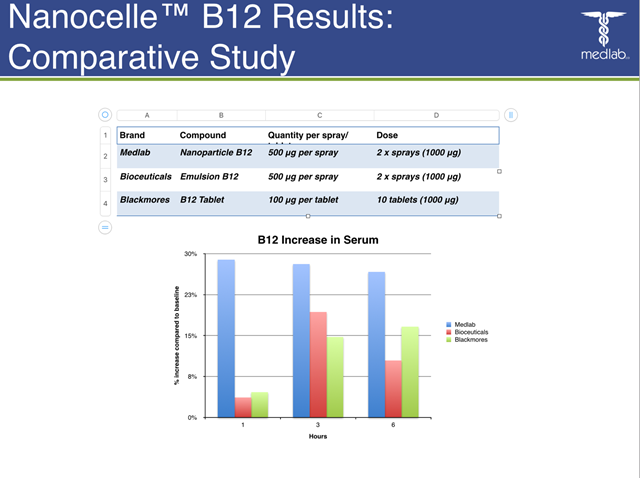 Nanocelle™ B12 Results:
Comparative Study
medlab
A B C D
1 Brand Compound Quantity per spray/ Dose
2 Medlab Nanoparticle B12 500 µg per spray 2 x sprays (1000 µg)
3 Bioceuticals Emulsion B12 500 µg per spray 2 x sprays (1000 µg)
4 Blackmores B12 Tablet 100 µg per tablet 10 tablets (1000 µg)
B12 Increase in Serum
% increase compared to baseline
30%
23%
15%
8%
0%
1 3 6
Hours
Medlab
Bioceuticals
Blackmores